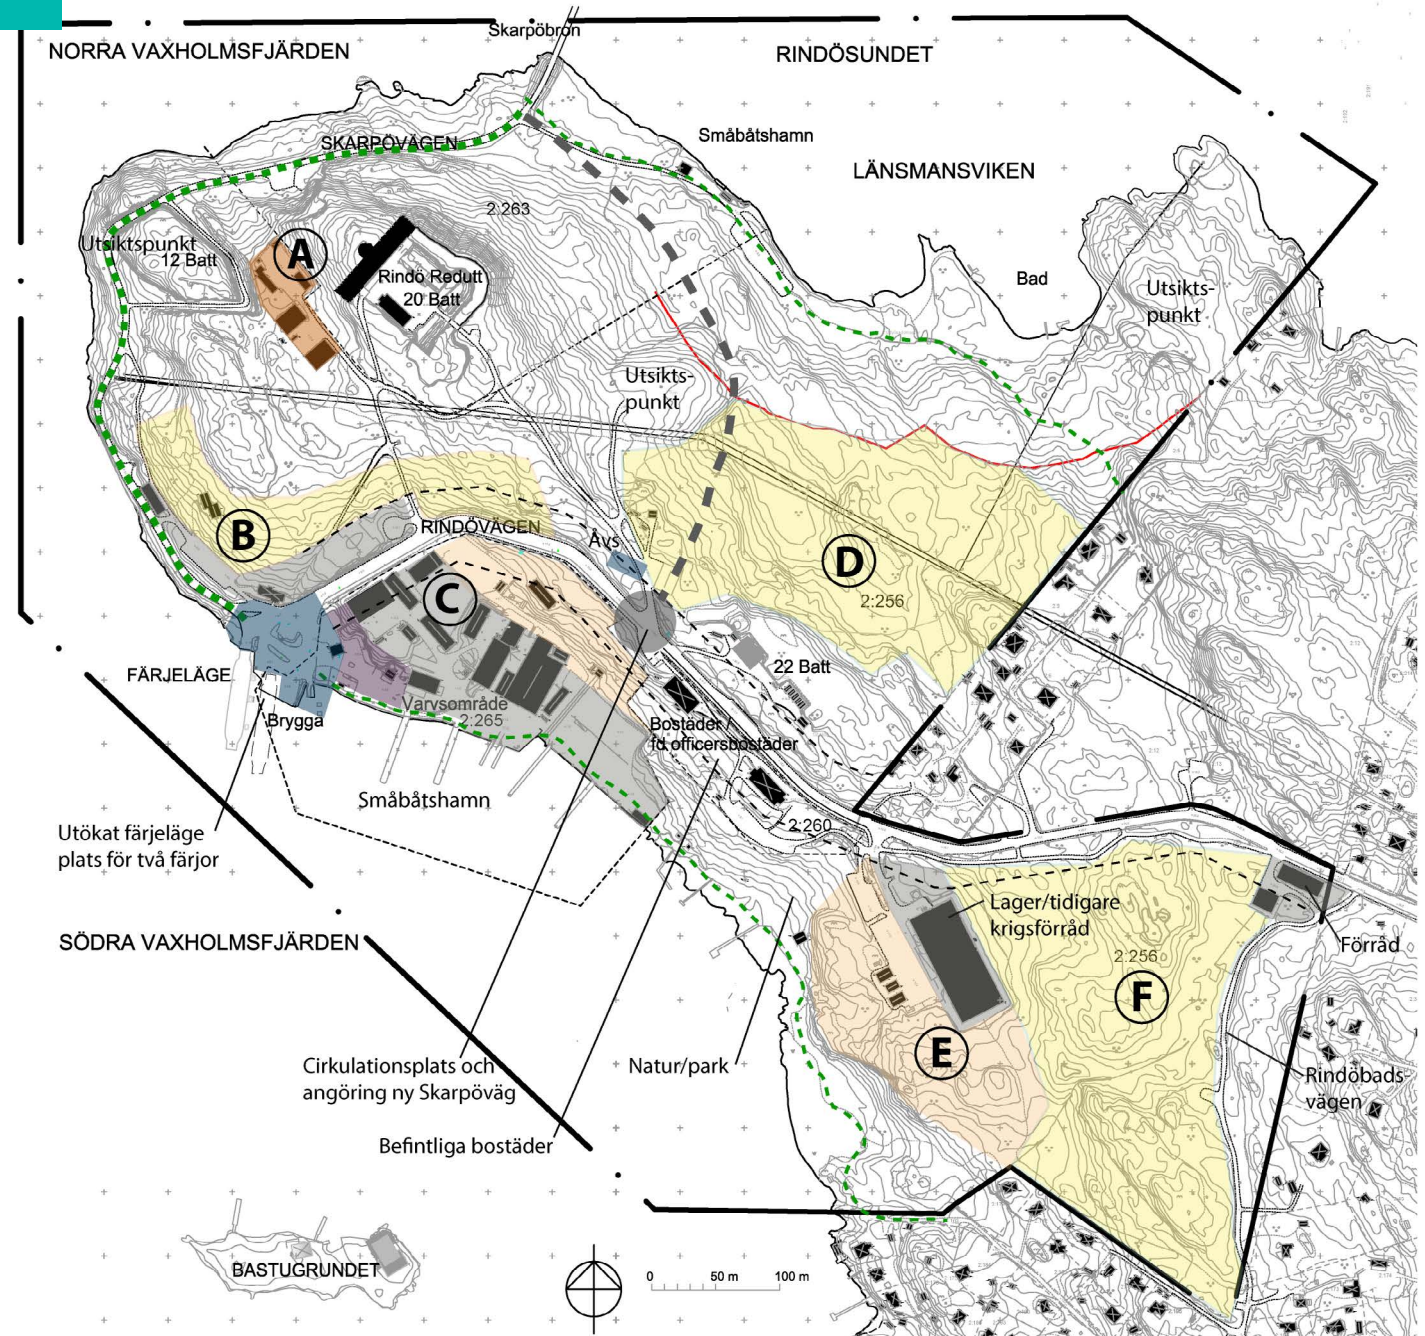 Skarpöbron
NORRA VAXHOLMSFJÄRDEN
RINDÖSUNDET
SKARPÖVÄGEN
Småbåtshamn
LÄNSMANSVIKEN
2:263
Utsiktspunkt
12 Batt
A
Rindö Redutt
20 Batt
Bad
Utsikts-
punkt
Utsikts-
punkt
B
RINDÖVÄGEN
Åvs
C
D
2:256
FÄRJELÄGE
Brygga
Varvsområde
2:265
22 Batt
Bostäder /
fd officersbostäder
Småbåtshamn
2:260
Utökat färjeläge
plats för två färjor
Lager/tidigare
krigsförråd
SÖDRA VAXHOLMSFJÄRDEN
Förråd
2:256
F
E
Cirkulationsplats och
angöring ny Skarpöväg
Natur/park
Rindöbads
vägen
Befintliga bostäder
BASTUGRUNDET
0 50 m 100 m